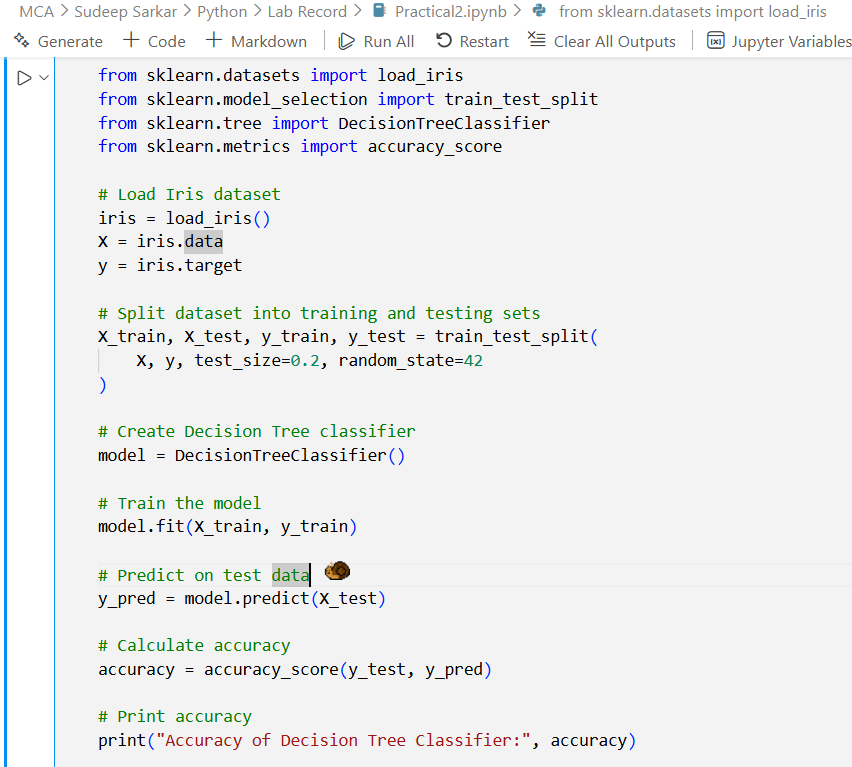 MCA > Sudeep Sarkar > Python > Lab Record > Practical2.ipynb > from sklearn.datasets import load_iris
Generate + Code + Markdown | Run All Restart Clear All Outputs | Jupyter Variables
from sklearn.datasets import load_iris
from sklearn.model_selection import train_test_split
from sklearn.tree import DecisionTreeClassifier
from sklearn.metrics import accuracy_score
# Load Iris dataset
iris = load_iris()
X = iris.data
y = iris.target
# Split dataset into training and testing sets
X_train, X_test, y_train, y_test = train_test_split(
    X, y, test_size=0.2, random_state=42
)
# Create Decision Tree classifier
model = DecisionTreeClassifier()
# Train the model
model.fit(X_train, y_train)
# Predict on test data
y_pred = model.predict(X_test)
# Calculate accuracy
accuracy = accuracy_score(y_test, y_pred)
# Print accuracy
print("Accuracy of Decision Tree Classifier:", accuracy)